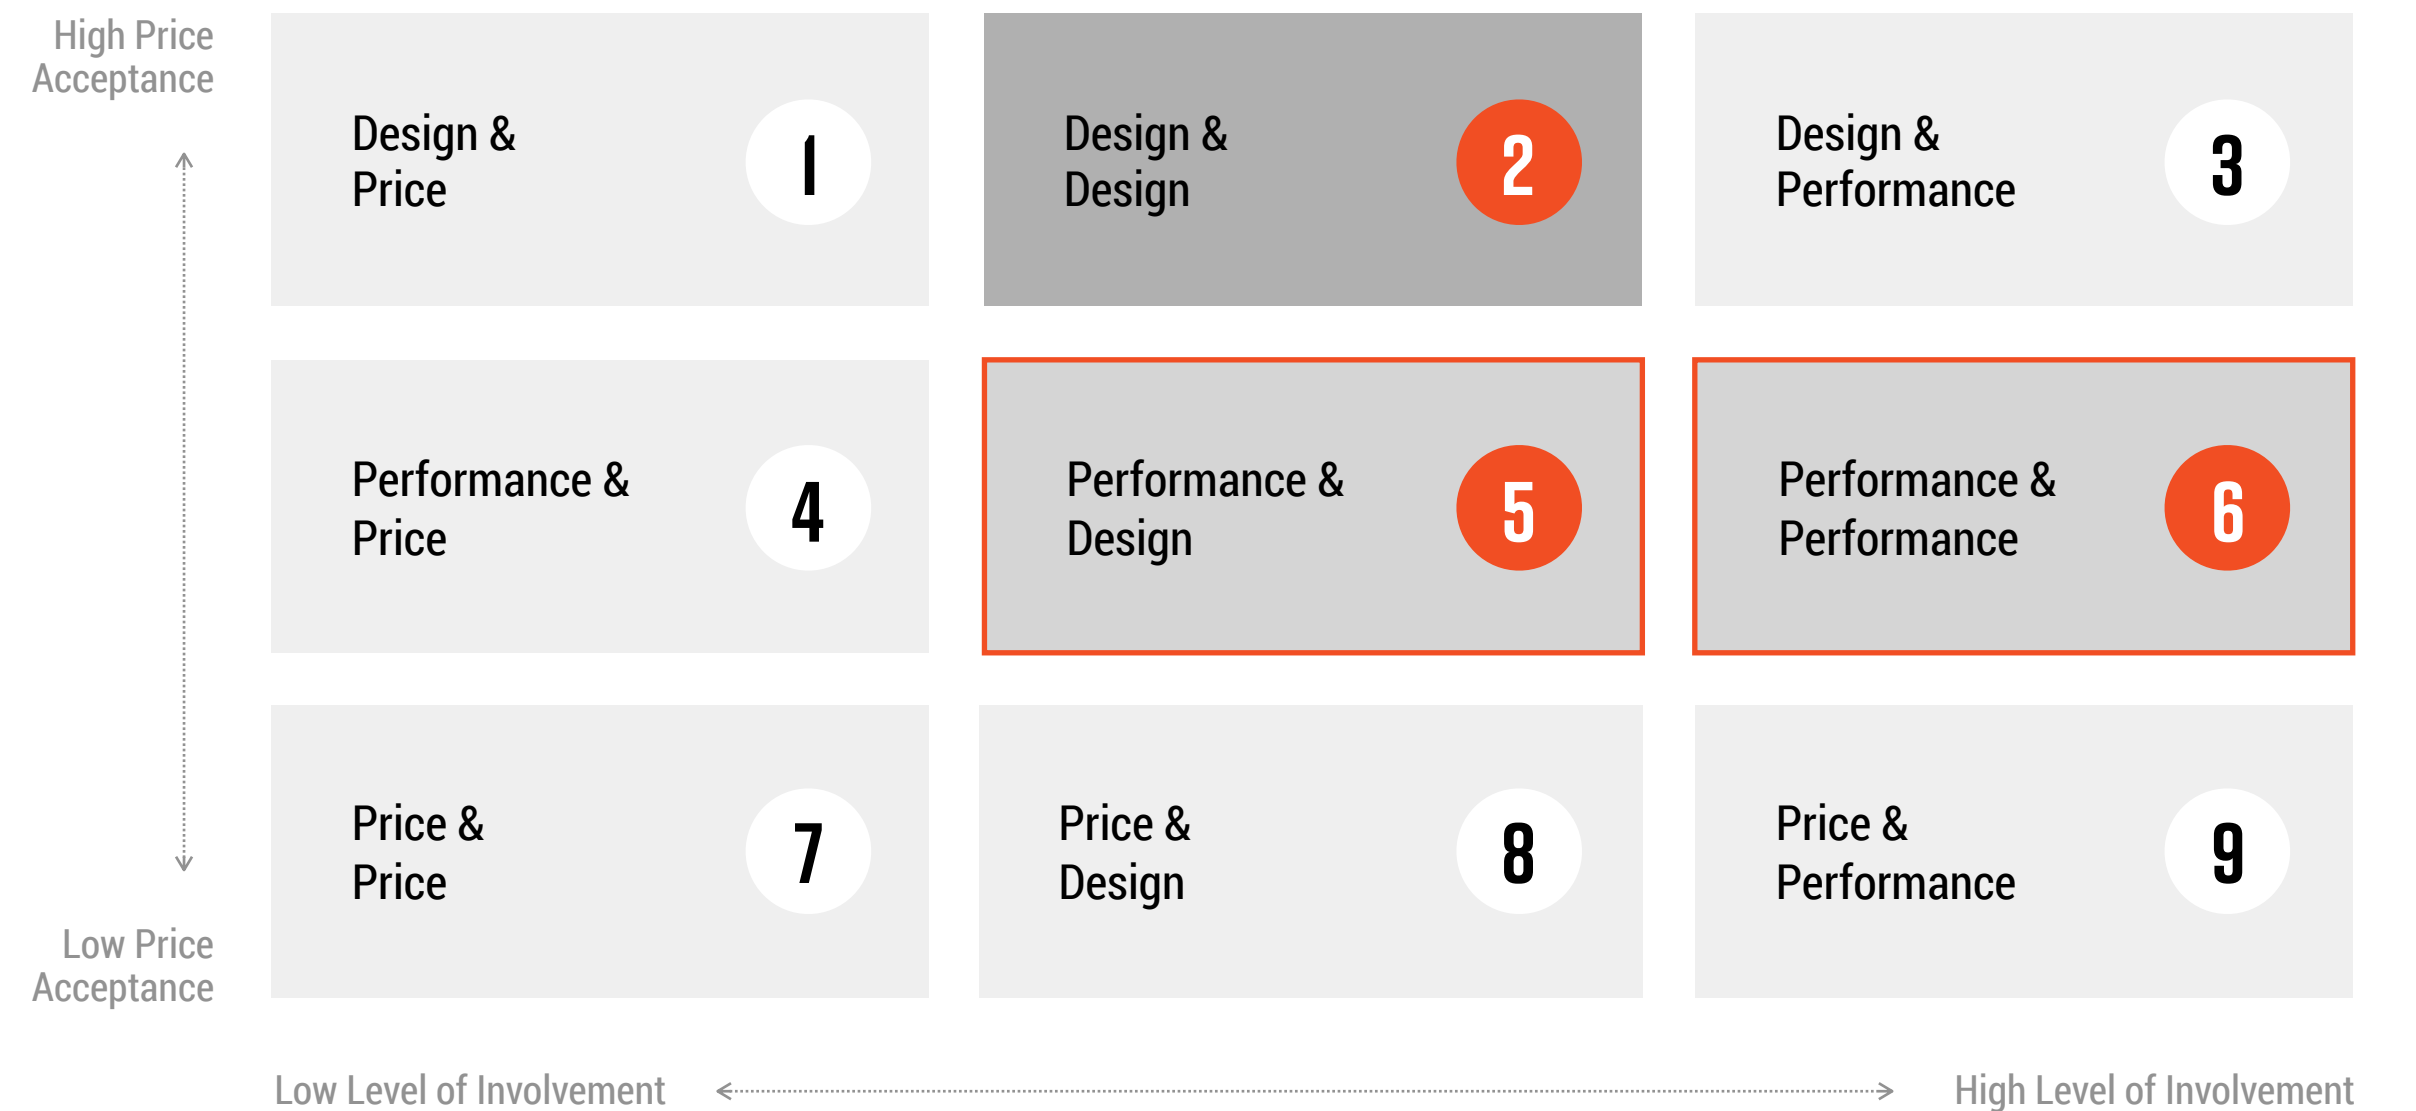 High Price
Acceptance
Design &
Price
1
Design &
Design
2
Design &
Performance
3
Performance &
Price
4
Performance &
Design
5
Performance &
Performance
6
Price &
Price
7
Price &
Design
8
Price &
Performance
9
Low Price
Acceptance
Low Level of Involvement
High Level of Involvement